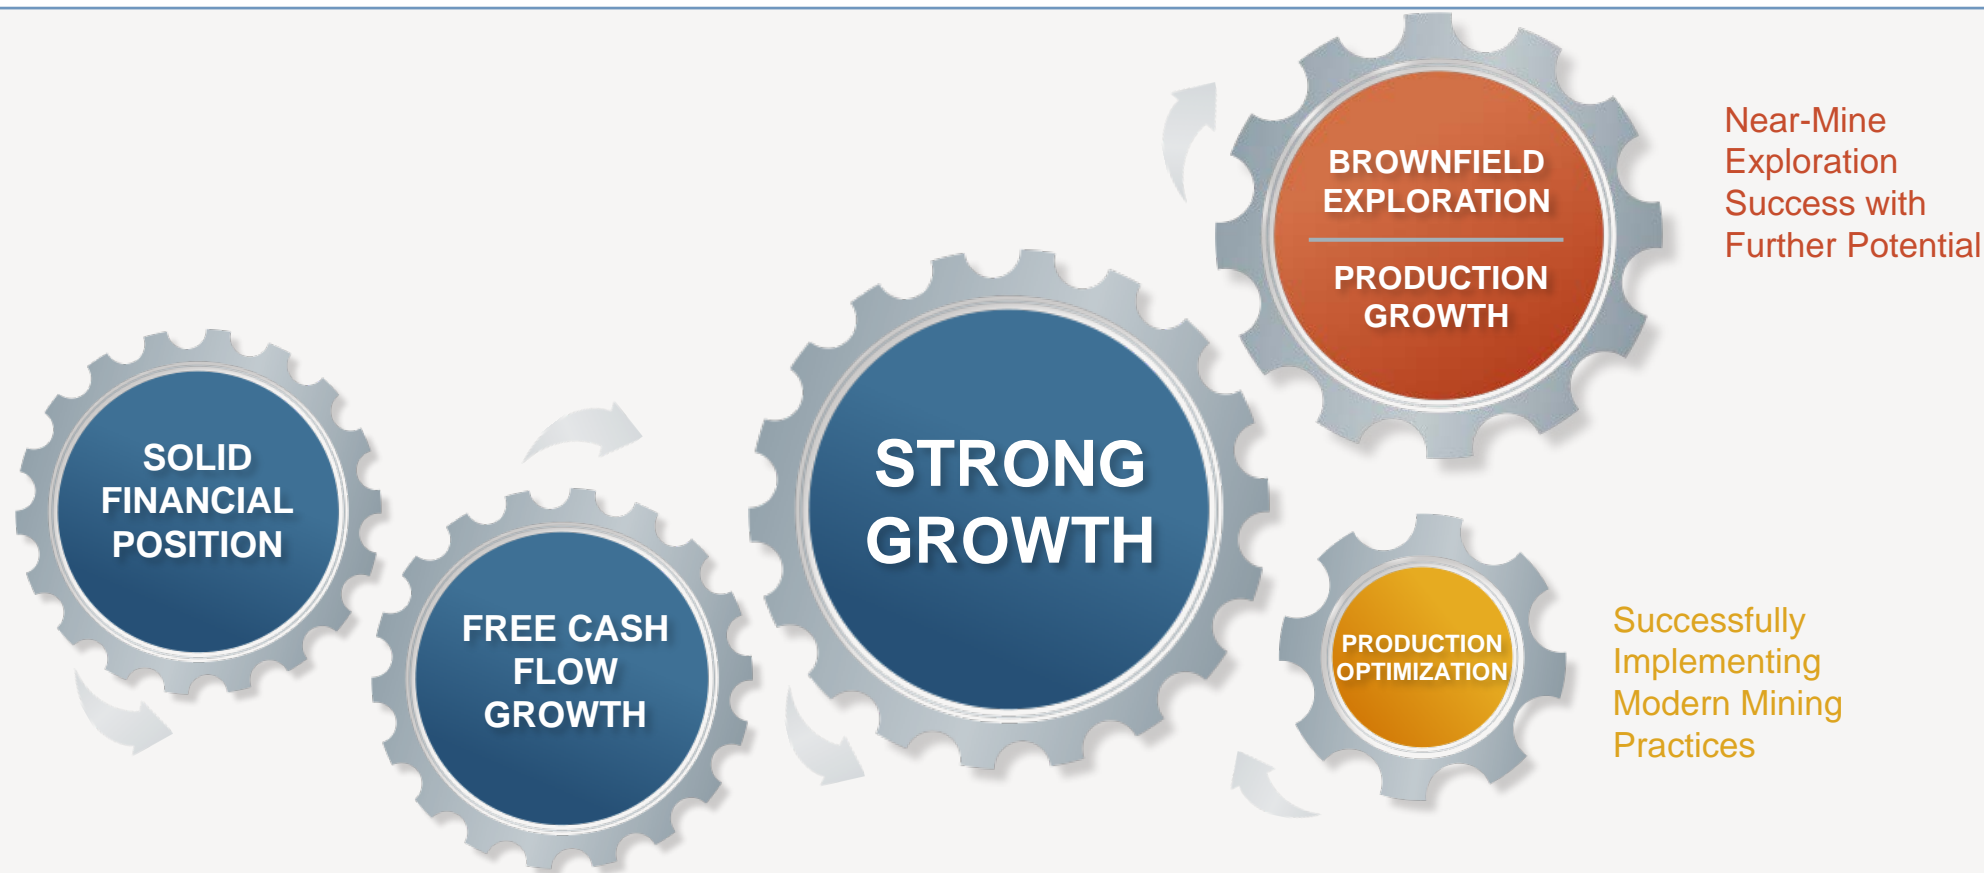 SOLID
FINANCIAL
POSITION
FREE CASH
FLOW
GROWTH
STRONG
GROWTH
BROWNFIELD
EXPLORATION
PRODUCTION
GROWTH
Near-Mine
Exploration
Success with
Further Potential
PRODUCTION
OPTIMIZATION
Successfully
Implementing
Modern Mining
Practices